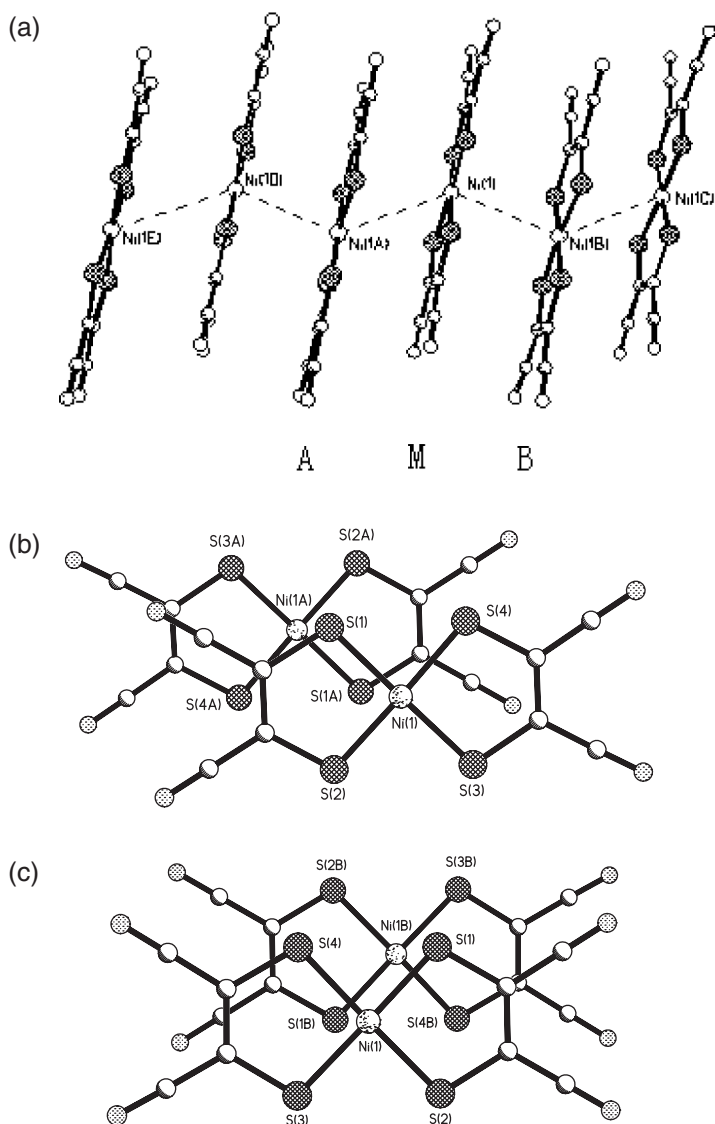 (a)
Ni(1D)
Ni(1)
Ni(1C)
Ni(1E)
Ni(1A)
Ni(1B)
A M B
(b)
S(3A)
S(2A)
Ni(1A)
S(1)
S(4)
S(4A)
S(1A)
Ni(1)
S(2)
S(3)
(c)
S(2B)
S(3B)
Ni(1B)
S(4)
S(1)
S(1B)
S(4B)
Ni(1)
S(3)
S(2)